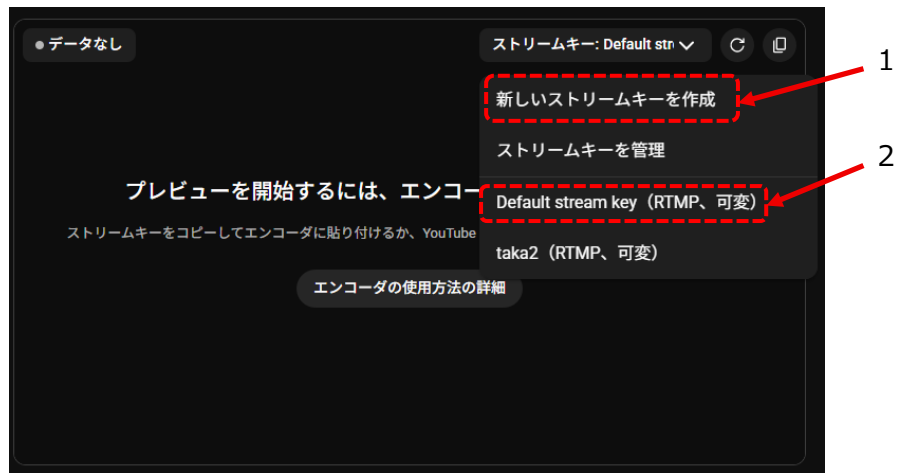 データなし
ストリームキー: Default str
1
新しいストリームキーを作成
ストリームキーを管理
2
プレビューを開始するには、エンコー
Default stream key（RTMP、可変）
ストリームキーをコピーしてエンコーダに貼り付けるか、YouTube
taka2（RTMP、可変）
エンコーダの使用方法の詳細